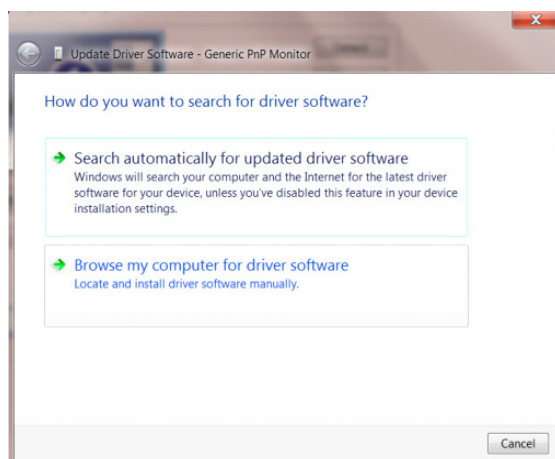 Update Driver Software - Generic PnP Monitor
How do you want to search for driver software?
Search automatically for updated driver software
Windows will search your computer and the Internet for the latest driver
software for your device, unless you've disabled this feature in your device
installation settings.
Browse my computer for driver software
Locate and install driver software manually.
Cancel